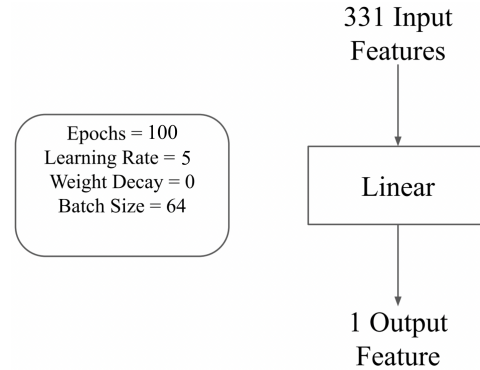 331 Input
Features
Epochs = 100
Learning Rate = 5
Weight Decay = 0
Batch Size = 64
Linear
1 Output
Feature